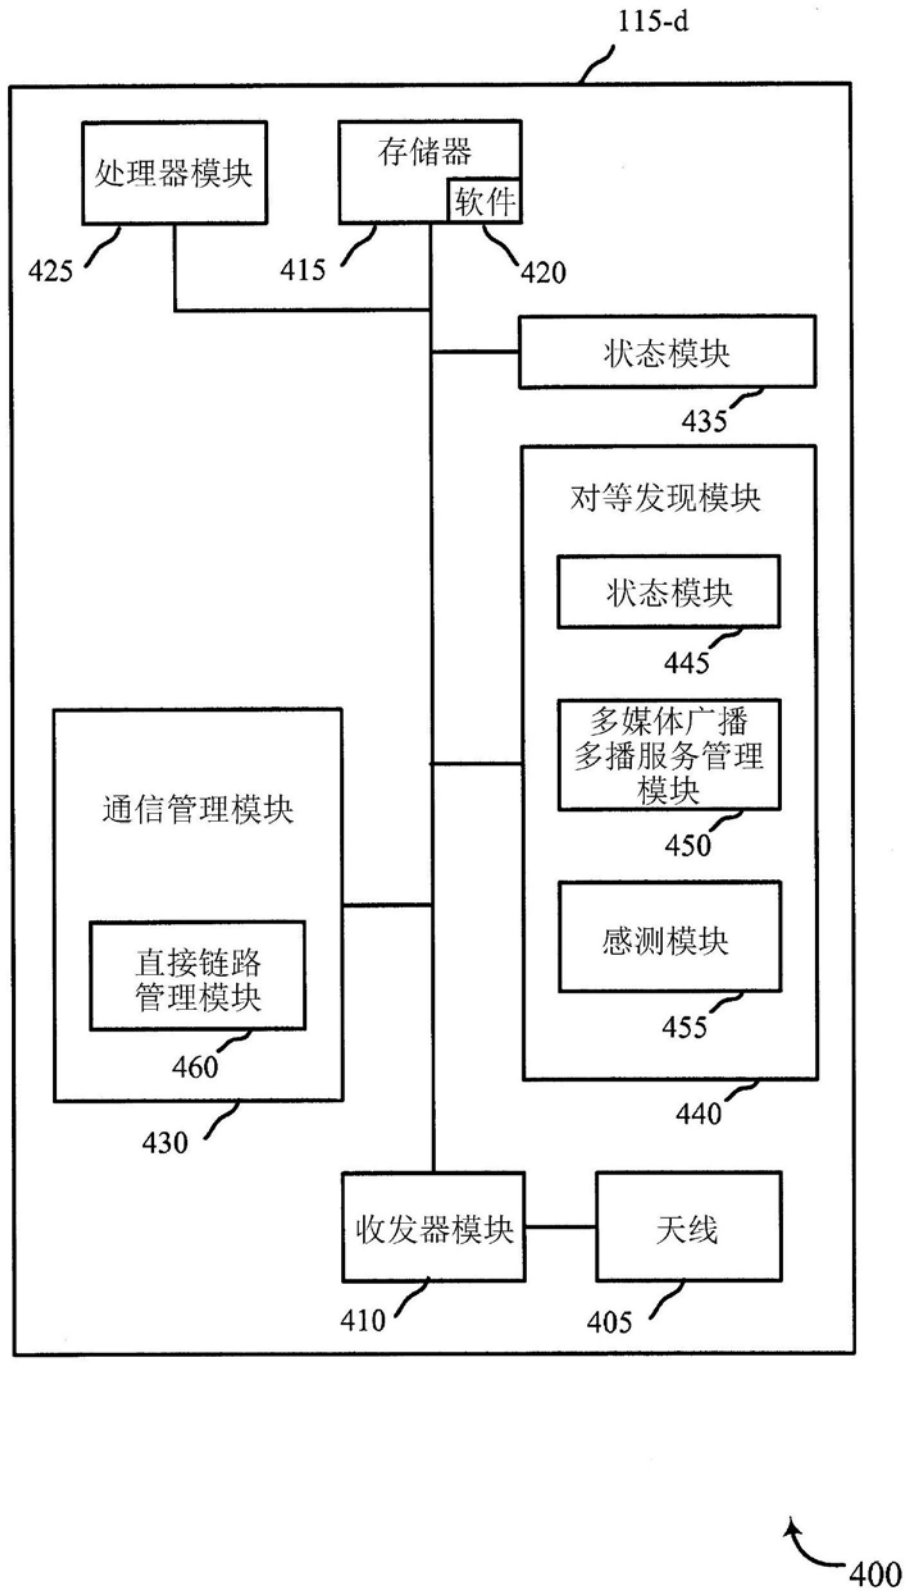 115-d
处理器模块
存储器
软件
425
415
420
状态模块
435
对等发现模块
状态模块
445
多媒体广播
多播服务管理
模块
450
通信管理模块
感测模块
直接链路
管理模块
455
460
440
430
收发器模块
天线
410
405
400